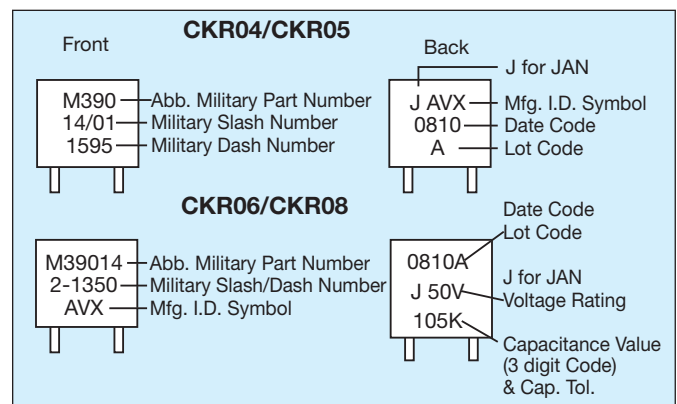 CKR04/CKR05
Front
M390
14/01
1595
Abb. Military Part Number
Military Slash Number
Military Dash Number
Back
J for JAN
J AVX
0810
A
Mfg. I.D. Symbol
Date Code
Lot Code
CKR06/CKR08
M39014
2-1350
AVX
Abb. Military Part Number
Military Slash/Dash Number
Mfg. I.D. Symbol
0810A
J 50V
105K
Date Code
Lot Code
J for JAN
Voltage Rating
Capacitance Value
(3 digit Code)
& Cap. Tol.